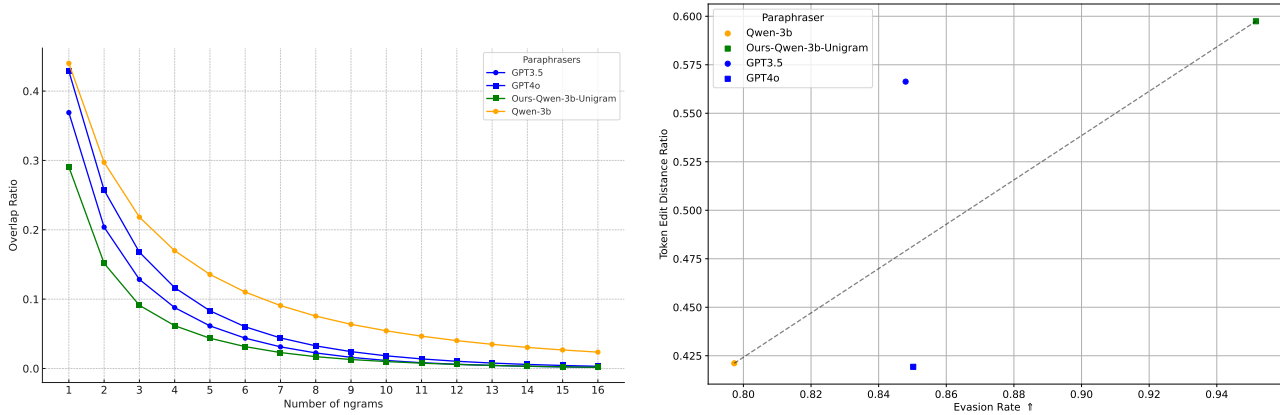 Paraphrasers
GPT3.5
GPT4o
Ours-Qwen-3b-Unigram
Qwen-3b
0.4
0.3
0.2
0.1
0.0
Overlap Ratio
1 2 3 4 5 6 7 8 9 10 11 12 13 14 15 16
Number of ngrams
Paraphraser
Qwen-3b
Ours-Qwen-3b-Unigram
GPT3.5
GPT4o
0.600
0.575
0.550
0.525
0.500
0.475
0.450
0.425
Token Edit Distance Ratio
0.80 0.82 0.84 0.86 0.88 0.90 0.92 0.94
Evasion Rate ⇑